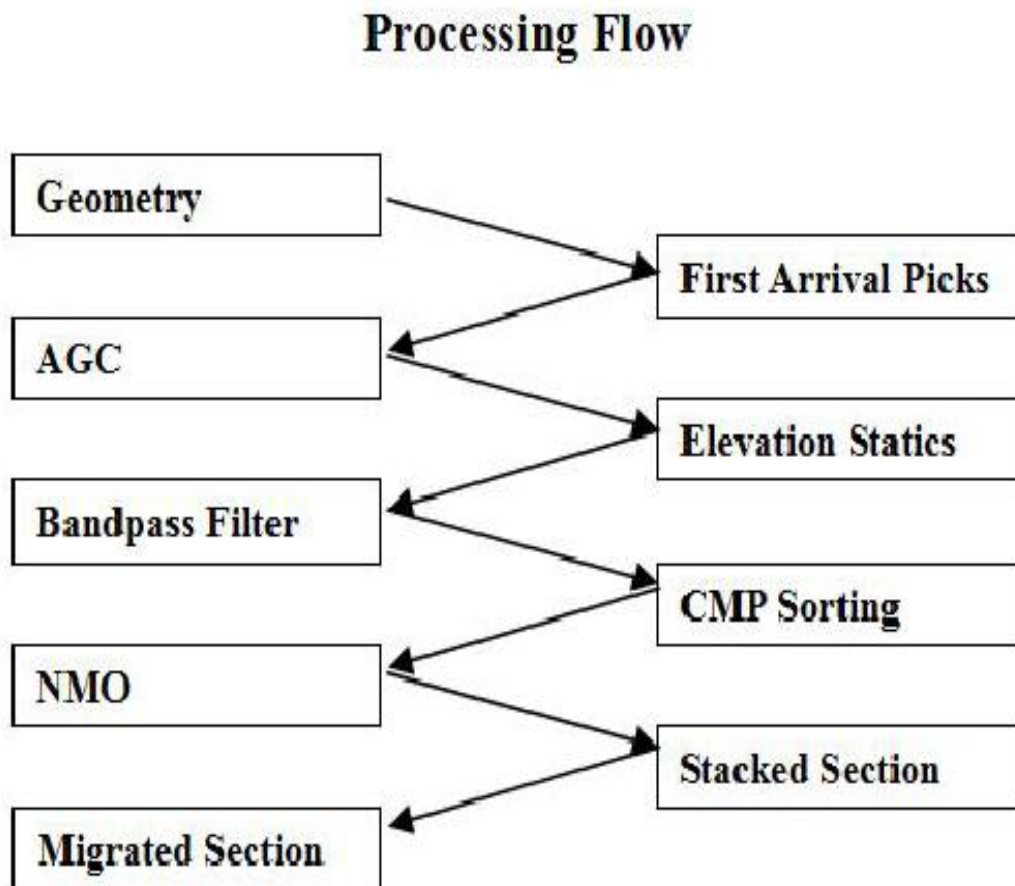 Processing Flow
Geometry
First Arrival Picks
AGC
Elevation Statics
Bandpass Filter
CMP Sorting
NMO
Stacked Section
Migrated Section